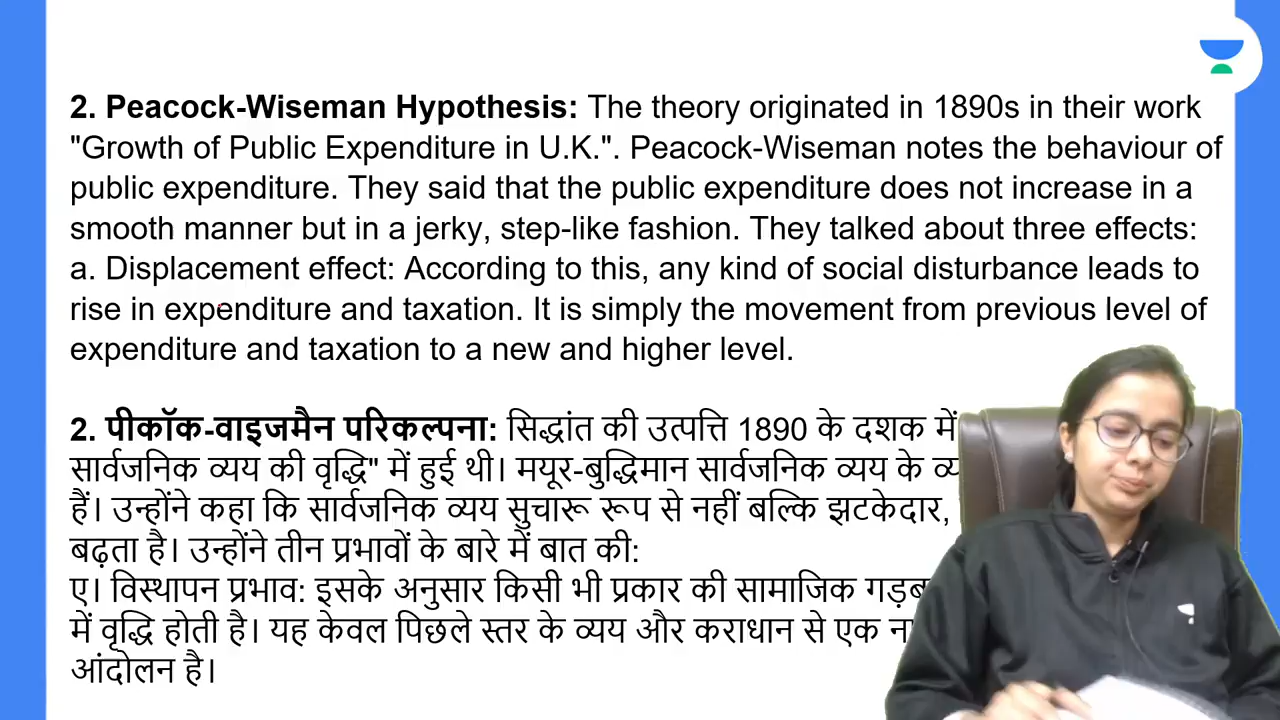 2. Peacock-Wiseman Hypothesis: The theory originated in 1890s in their work
"Growth of Public Expenditure in U.K.". Peacock-Wiseman notes the behaviour of
public expenditure. They said that the public expenditure does not increase in a
smooth manner but in a jerky, step-like fashion. They talked about three effects:
a. Displacement effect: According to this, any kind of social disturbance leads to
rise in expenditure and taxation. It is simply the movement from previous level of
expenditure and taxation to a new and higher level.
2. पीकॉक-वाइजमैन परिकल्पना: सिद्धांत की उत्पत्ति 1890 के दशक में
सार्वजनिक व्यय की वृद्धि" में हुई थी। मयूर-बुद्धिमान सार्वजनिक व्यय के
हैं। उन्होंने कहा कि सार्वजनिक व्यय सुचारू रूप से नहीं बल्कि झटकेदार,
बढ़ता है। उन्होंने तीन प्रभावों के बारे में बात की:
ए। विस्थापन प्रभाव: इसके अनुसार किसी भी प्रकार की सामाजिक
में वृद्धि होती है। यह केवल पिछले स्तर के व्यय और कराधान से एक
आंदोलन है।